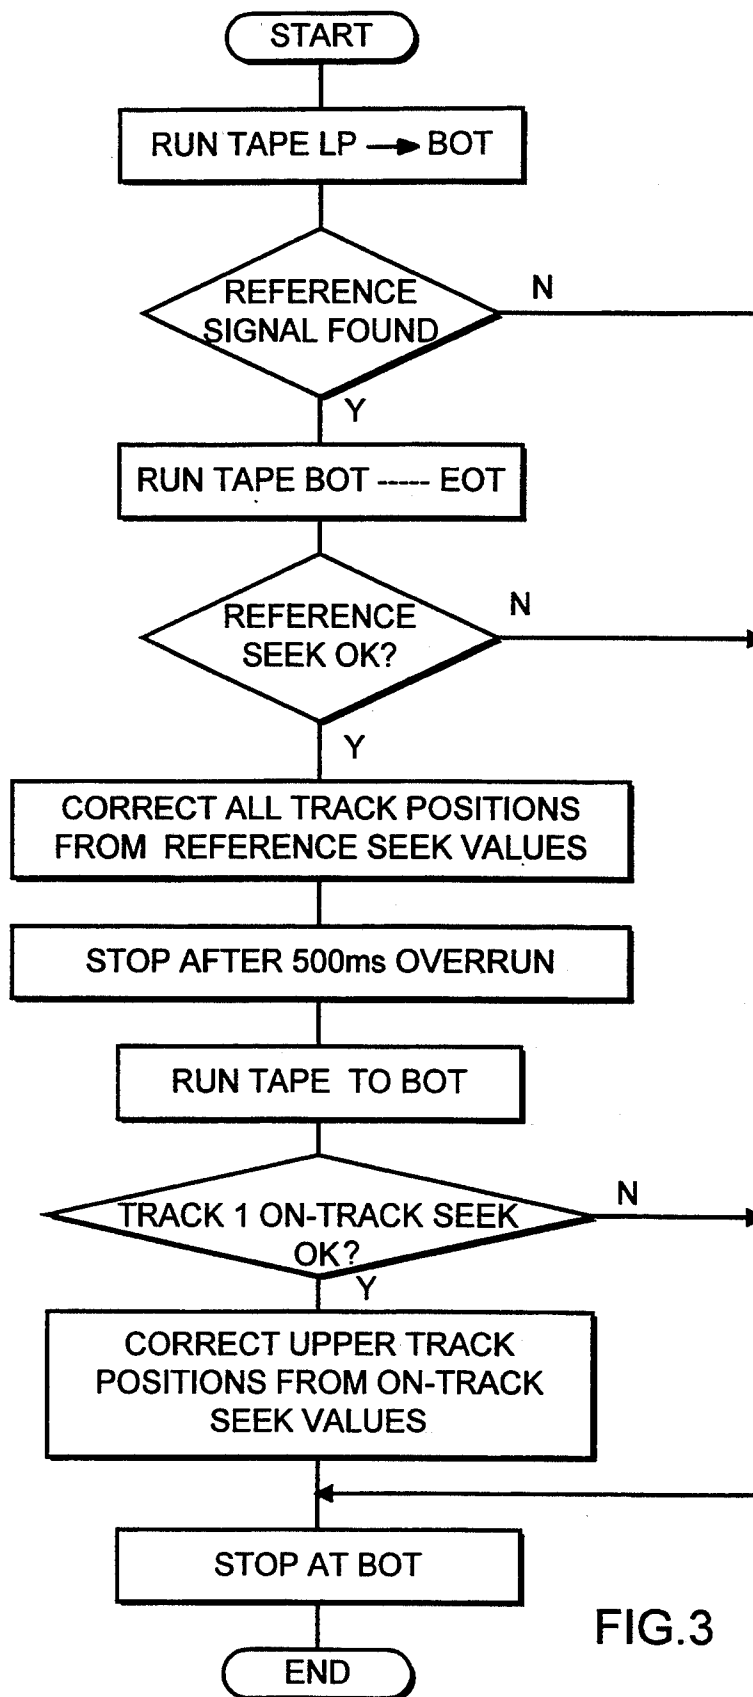 START
RUN TAPE LP → BOT
REFERENCE
SIGNAL FOUND
N
Y
RUN TAPE BOT ----- EOT
REFERENCE
SEEK OK?
N
Y
CORRECT ALL TRACK POSITIONS
FROM REFERENCE SEEK VALUES
STOP AFTER 500ms OVERRUN
RUN TAPE TO BOT
TRACK 1 ON-TRACK SEEK
OK?
N
Y
CORRECT UPPER TRACK
POSITIONS FROM ON-TRACK
SEEK VALUES
STOP AT BOT
END
FIG.3